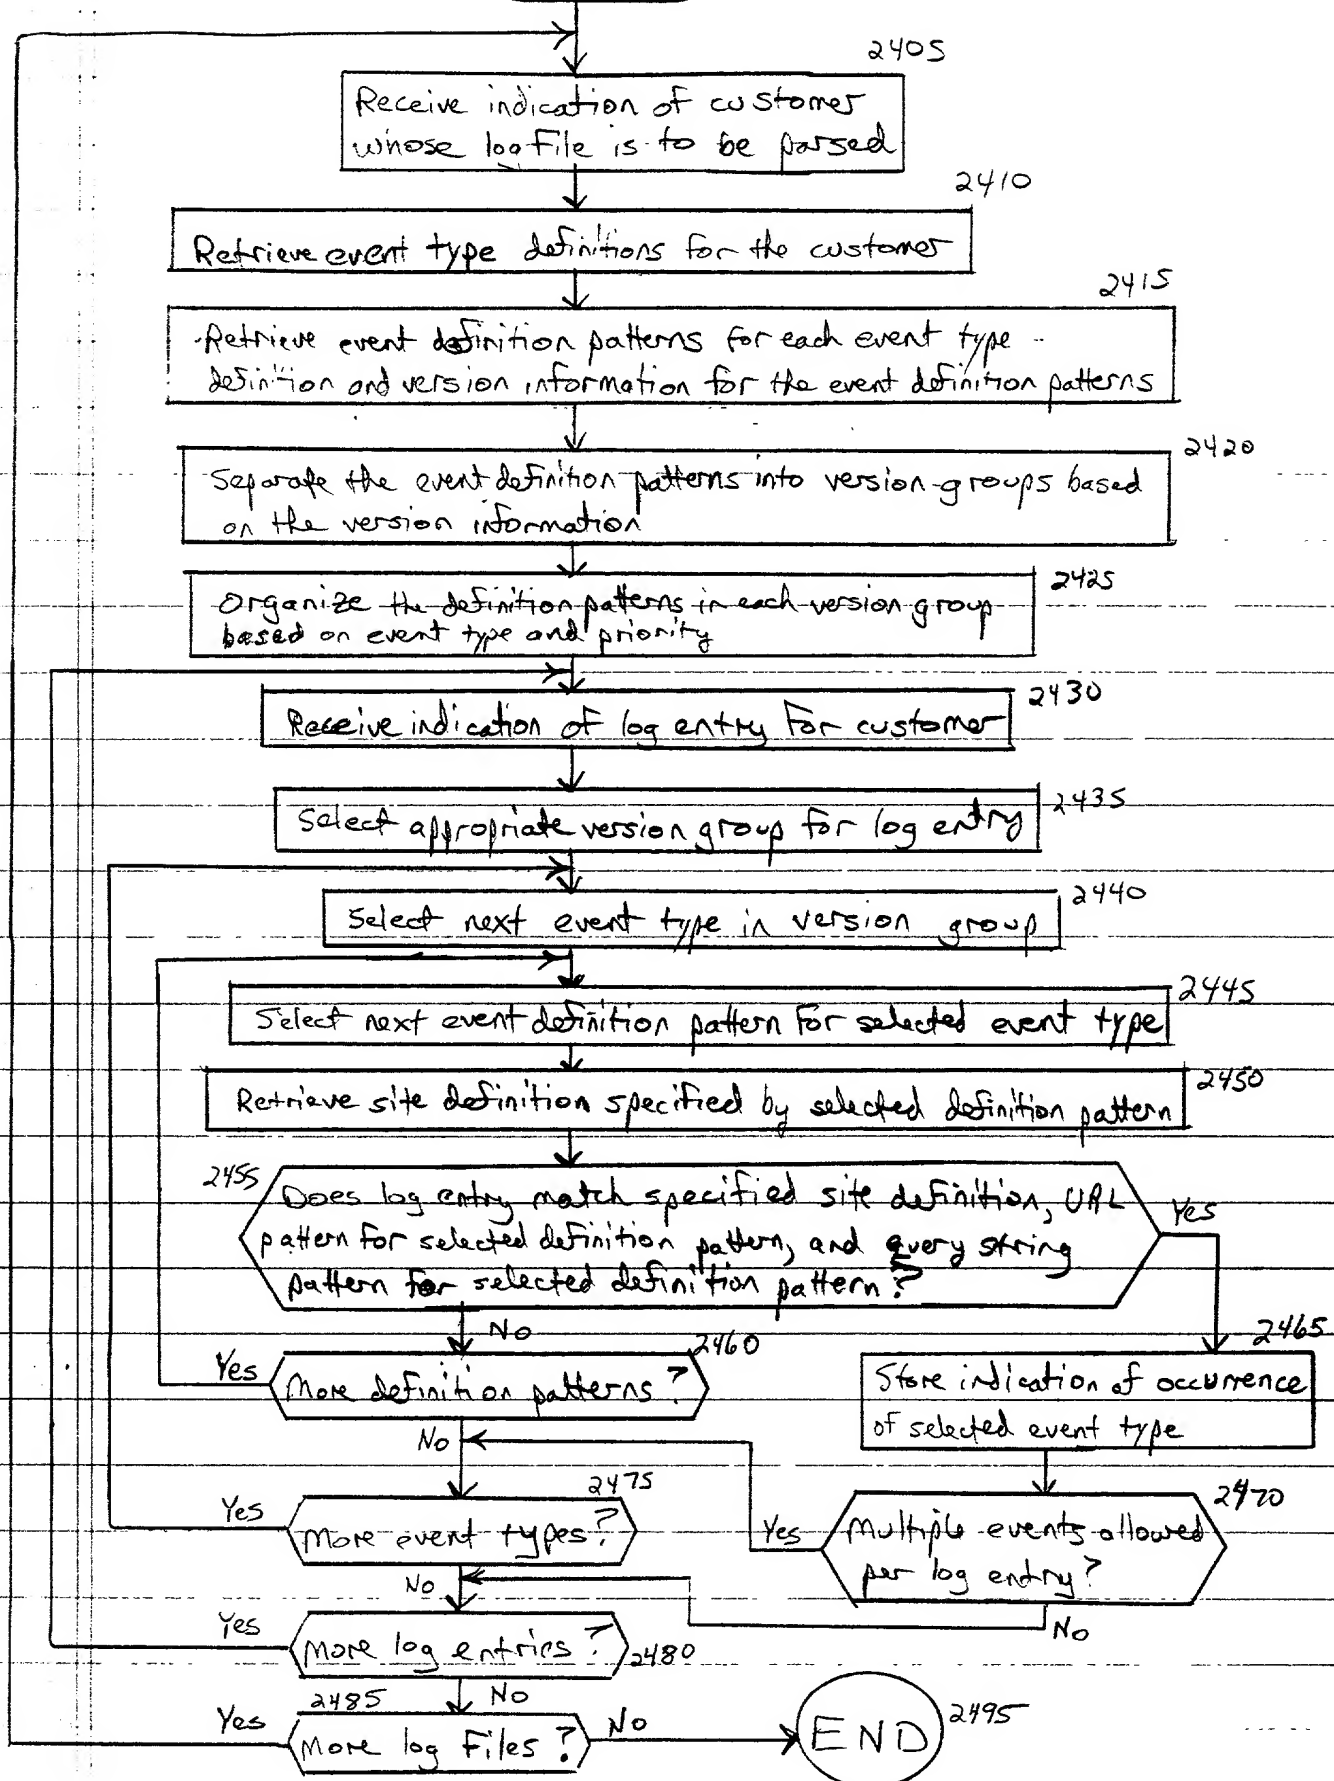 2405
Receive indication of customer
whose log file is to be parsed
2410
Retrieve event type definitions for the customer
2415
Retrieve event definition patterns for each event type
definition and version information for the event definition patterns
2420
Separate the event definition patterns into version groups based
on the version information
2425
Organize the definition patterns in each version group
based on event type and priority
2430
Receive indication of log entry for customer
2435
Select appropriate version group for log entry
2440
Select next event type in version group
2445
Select next event definition pattern for selected event type
2450
Retrieve site definition specified by selected definition pattern
2455
Does log entry match specified site definition, URL
pattern for selected definition pattern, and query string
pattern for selected definition pattern?
Yes
No
2460
More definition patterns?
Yes
No
2465
Store indication of occurrence
of selected event type
2470
Multiple events allowed
per log entry?
Yes
No
2475
More event types?
Yes
No
More log entries?
2480
Yes
No
2485
More log files?
Yes
No
END
2495